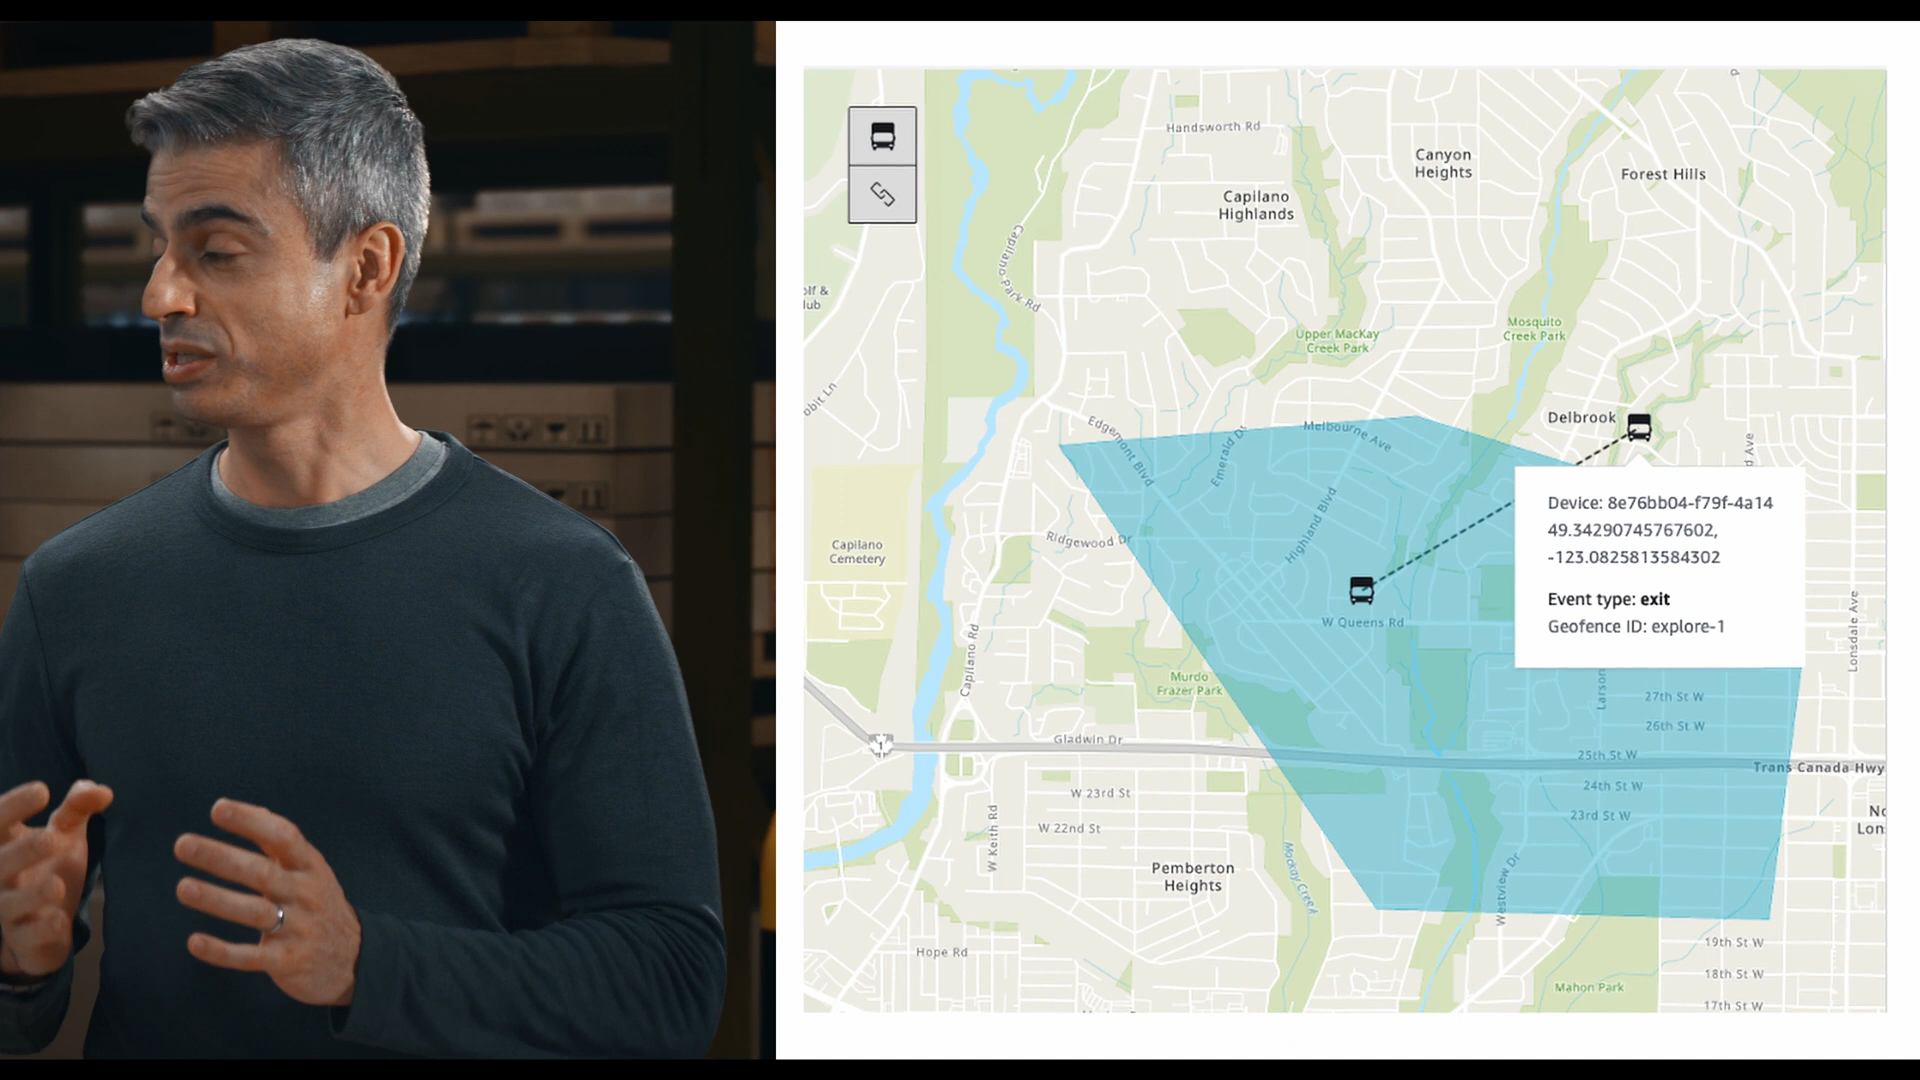 Handsworth Rd
Canyon
Heights
Forest Hills
Capilano
Highlands
Capilano Park Rd
Upper MacKay
Creek Park
Mosquito
Creek Park
Delbrook
Edgemont Blvd
Emerald Dr
Melbourne Ave
Highland Blvd
Ridgewood Dr
Capilano
Cemetery
Device: 8e76bb04-f79f-4a14
49.34290745767602,
-123.0825813584302
Event type: exit
Geofence ID: explore-1
W Queens Rd
Capilano Rd
Murdo
Frazer Park
Lonsdale Ave
Larson
27th St W
26th St W
25th St W
1
Gladwin Dr
Trans Canada Hwy
24th St W
23rd St W
W 23rd St
W 22nd St
W Keith Rd
Pemberton
Heights
Mackay Creek
Westview Dr
Hope Rd
19th St W
18th St W
17th St W
Mahon Park